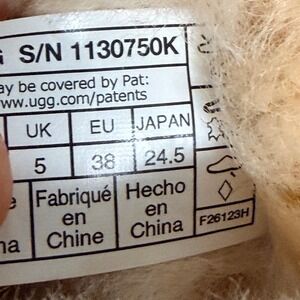 G S/N 1130750K
ay be covered by Pat:
www.ugg.com/patents
UK EU JAPAN
5 38 24.5
Fabriqué Hecho
en en
Chine China
na
F26123H